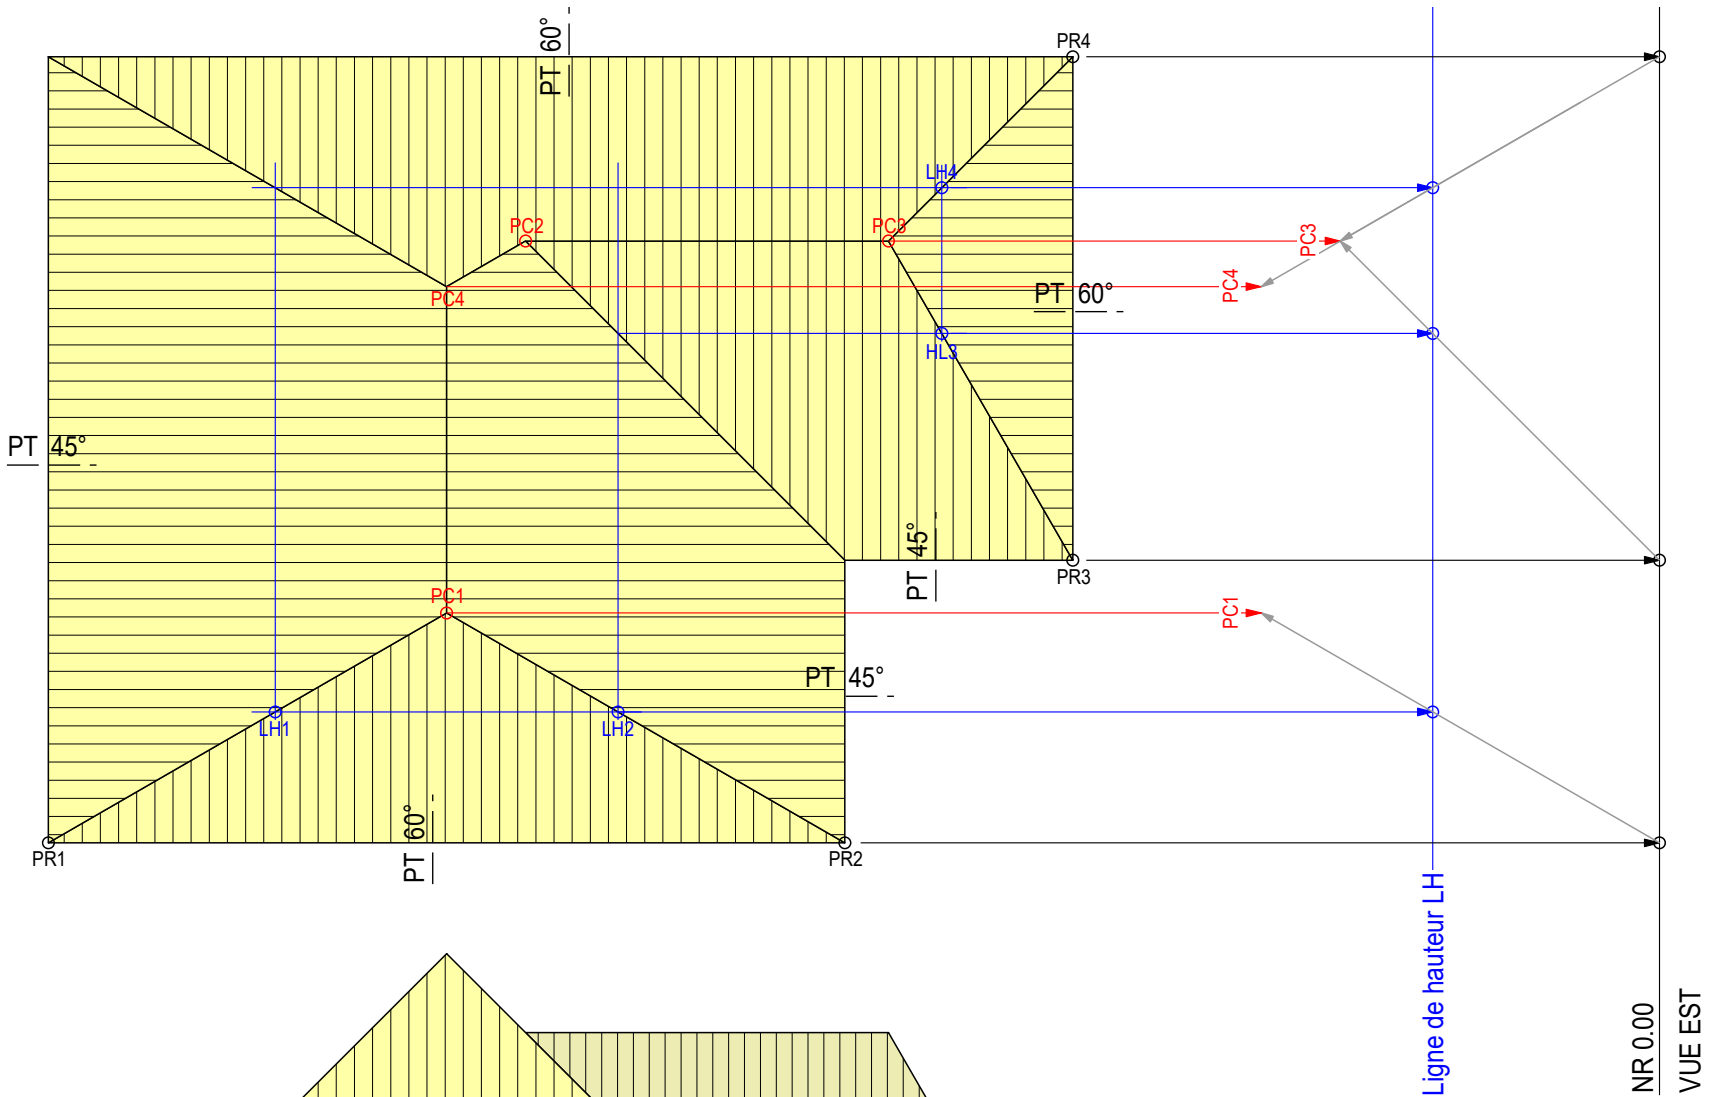 PT 60°
PR4
LH4
PC2
PC3
PC3
PC4
PC4
PT 60°
HL3
PT 45°
PT 45°
PR3
PC1
PC1
PT 45°
LH1
LH2
PT 60°
PR1
PR2
Ligne de hauteur LH
NR 0.00
VUE EST